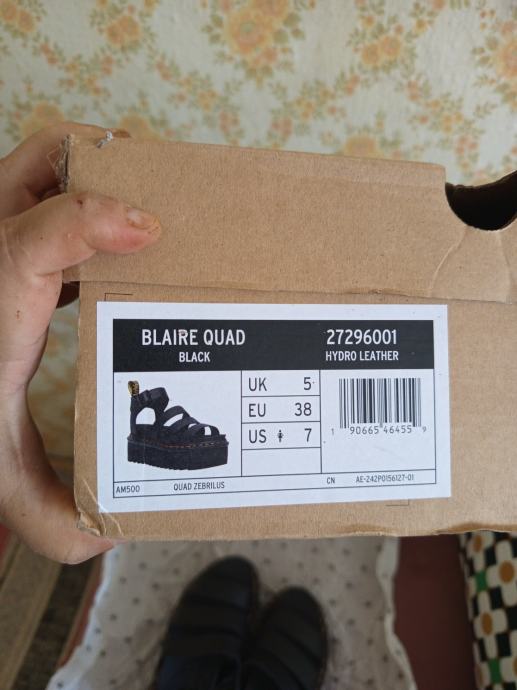 BLAIRE QUAD
BLACK
27296001
HYDRO LEATHER
UK 5
EU 38
US 7
1 90665 46455 9
AM500
QUAD ZEBRILUS
CN
AE-242P0156127-01